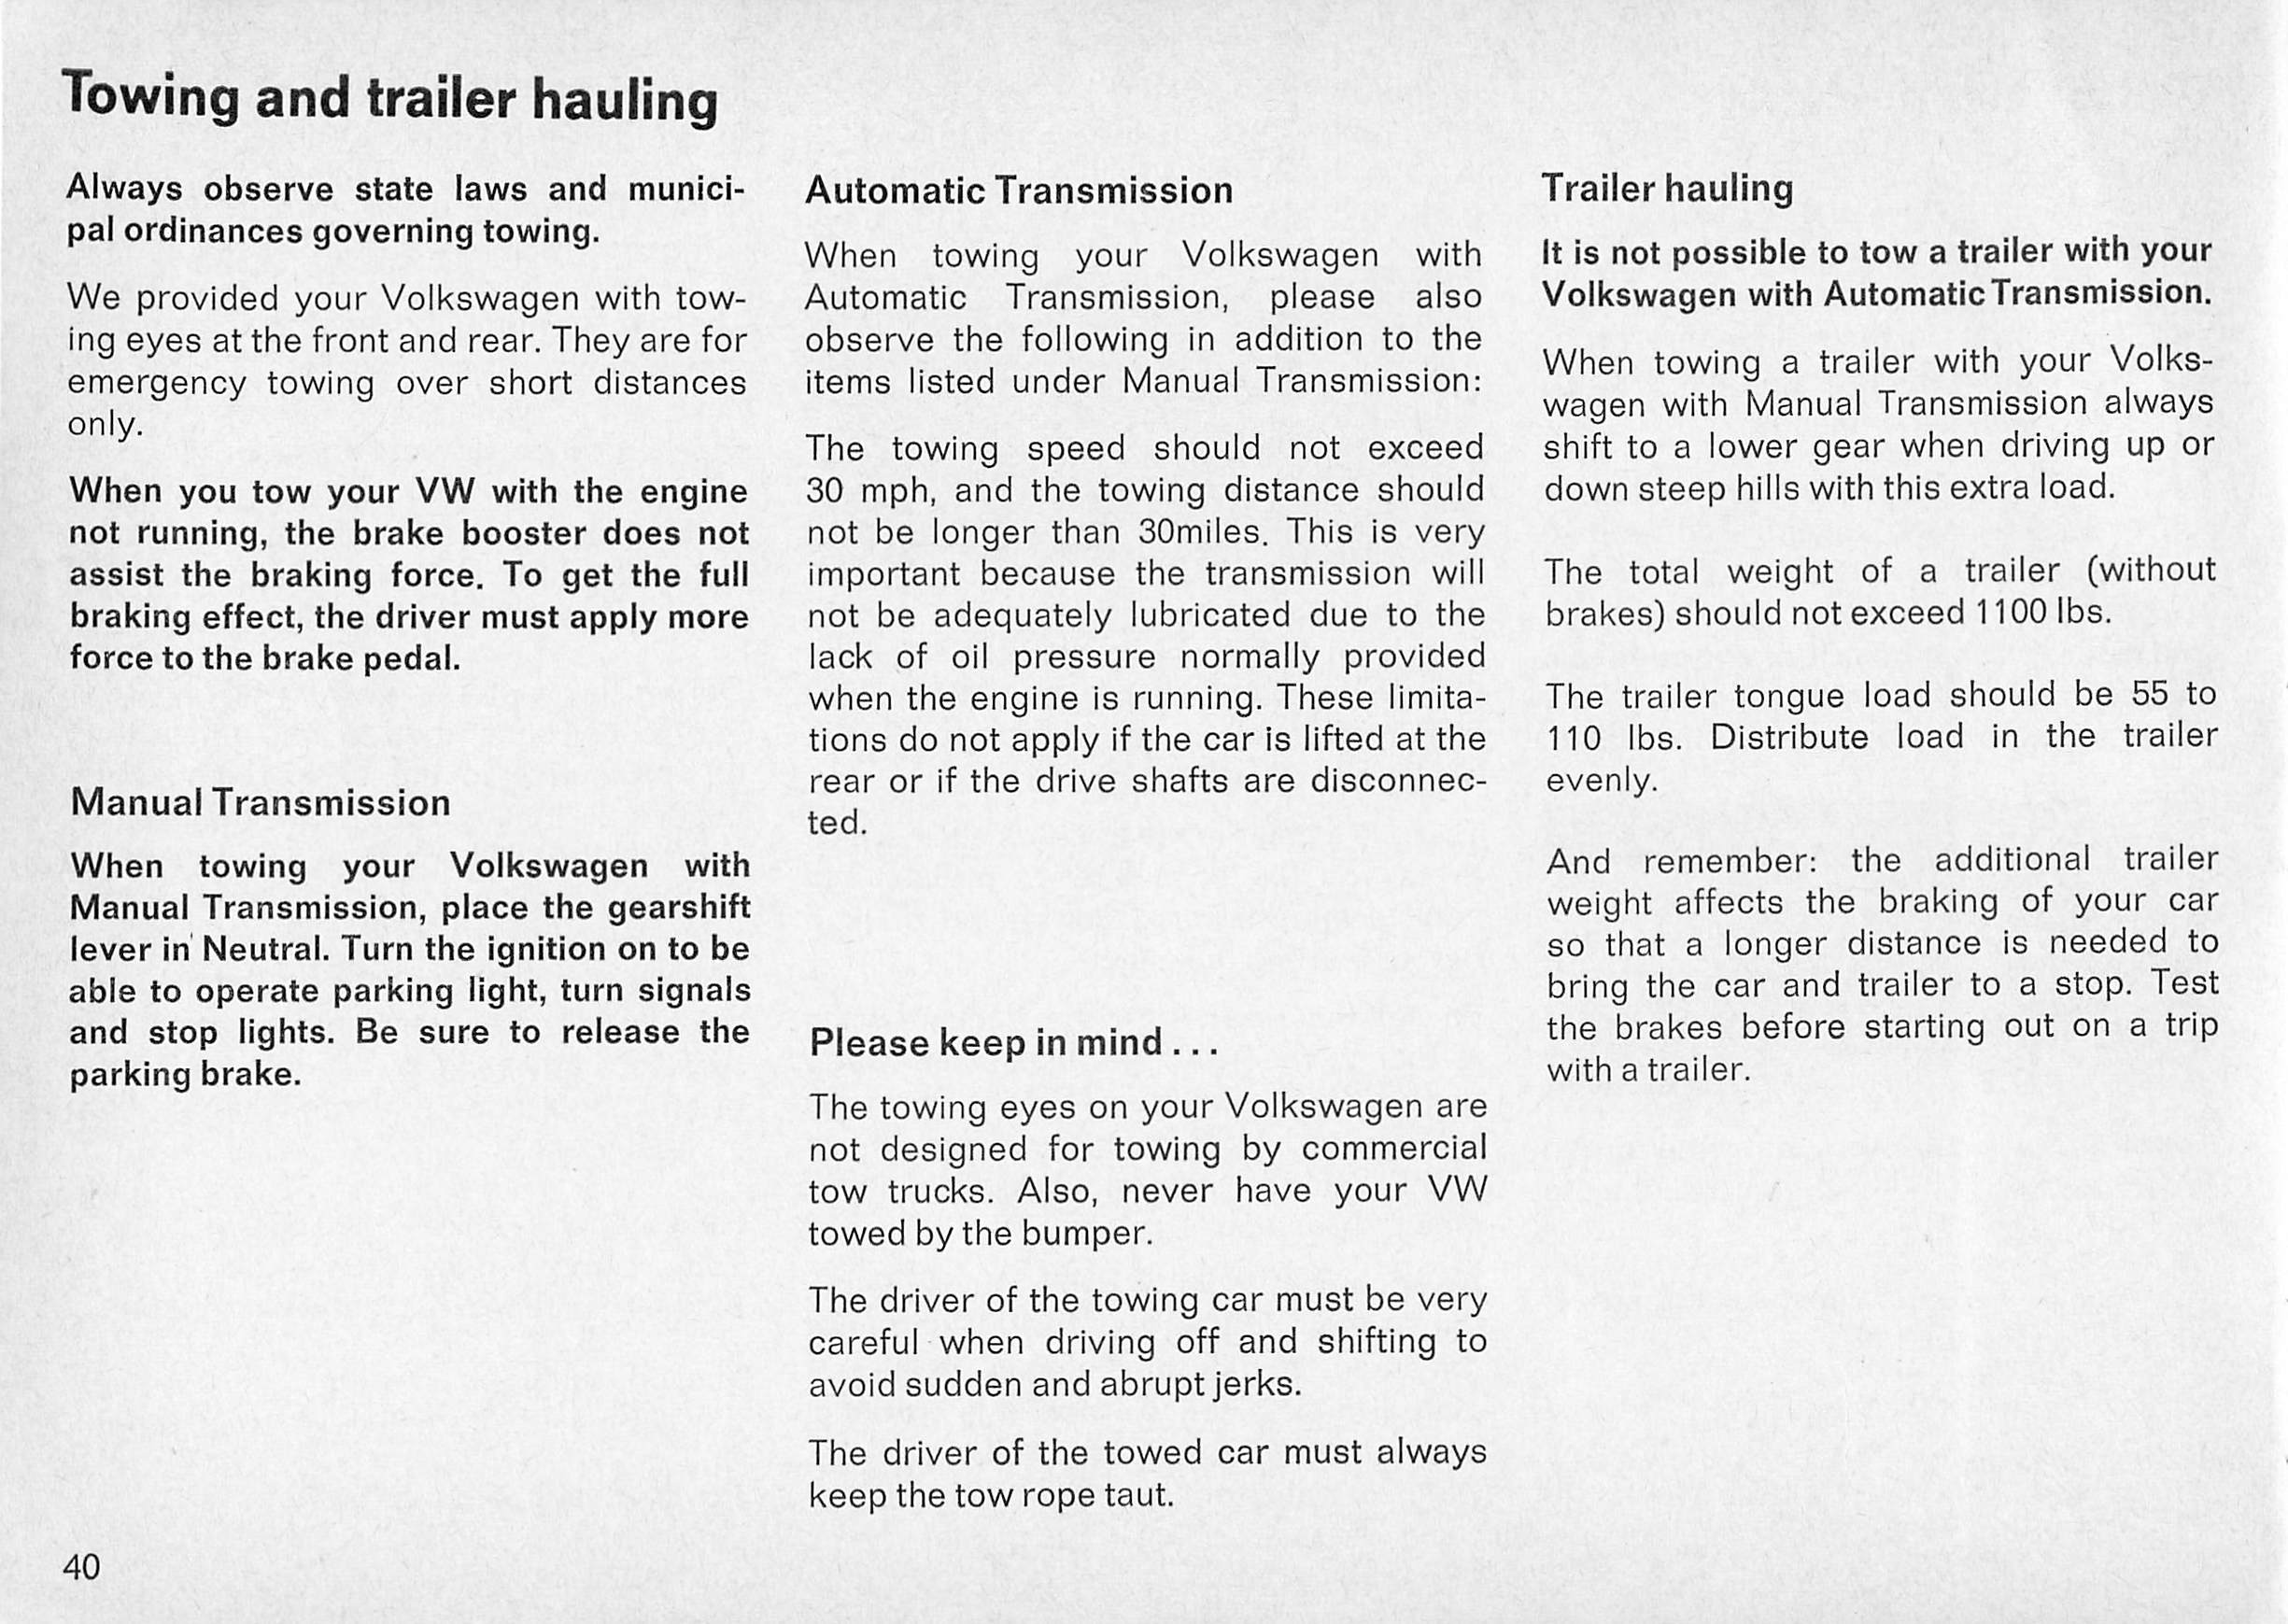 Towing and trailer hauling
Always observe state laws and munici-
pal ordinances governing towing.
We provided your Volkswagen with tow-
ing eyes at the front and rear. They are for
emergency towing over short distances
only.
When you tow your VW with the engine
not running, the brake booster does not
assist the braking force. To get the full
braking effect, the driver must apply more
force to the brake pedal.
Manual Transmission
When towing your Volkswagen with
Manual Transmission, place the gearshift
lever in Neutral. Turn the ignition on to be
able to operate parking light, turn signals
and stop lights. Be sure to release the
parking brake.
Automatic Transmission
When towing your Volkswagen with
Automatic Transmission, please also
observe the following in addition to the
items listed under Manual Transmission:
The towing speed should not exceed
30 mph, and the towing distance should
not be longer than 30miles. This is very
important because the transmission will
not be adequately lubricated due to the
lack of oil pressure normally provided
when the engine is running. These limita-
tions do not apply if the car is lifted at the
rear or if the drive shafts are disconnec-
ted.
Please keep in mind . . .
The towing eyes on your Volkswagen are
not designed for towing by commercial
tow trucks. Also, never have your VW
towed by the bumper.
The driver of the towing car must be very
careful when driving off and shifting to
avoid sudden and abrupt jerks.
The driver of the towed car must always
keep the tow rope taut.
Trailer hauling
It is not possible to tow a trailer with your
Volkswagen with Automatic Transmission.
When towing a trailer with your Volks-
wagen with Manual Transmission always
shift to a lower gear when driving up or
down steep hills with this extra load.
The total weight of a trailer (without
brakes) should not exceed 1100 lbs.
The trailer tongue load should be 55 to
110 lbs. Distribute load in the trailer
evenly.
And remember: the additional trailer
weight affects the braking of your car
so that a longer distance is needed to
bring the car and trailer to a stop. Test
the brakes before starting out on a trip
with a trailer.
40